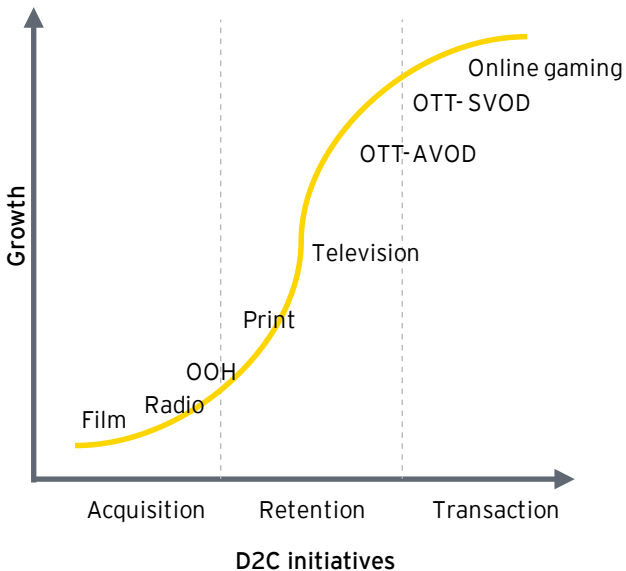 Online gaming
OTT- SVOD
OTT-AVOD
Television
Print
OOH
Radio
Film
Growth
Acquisition
Retention
Transaction
D2C initiatives